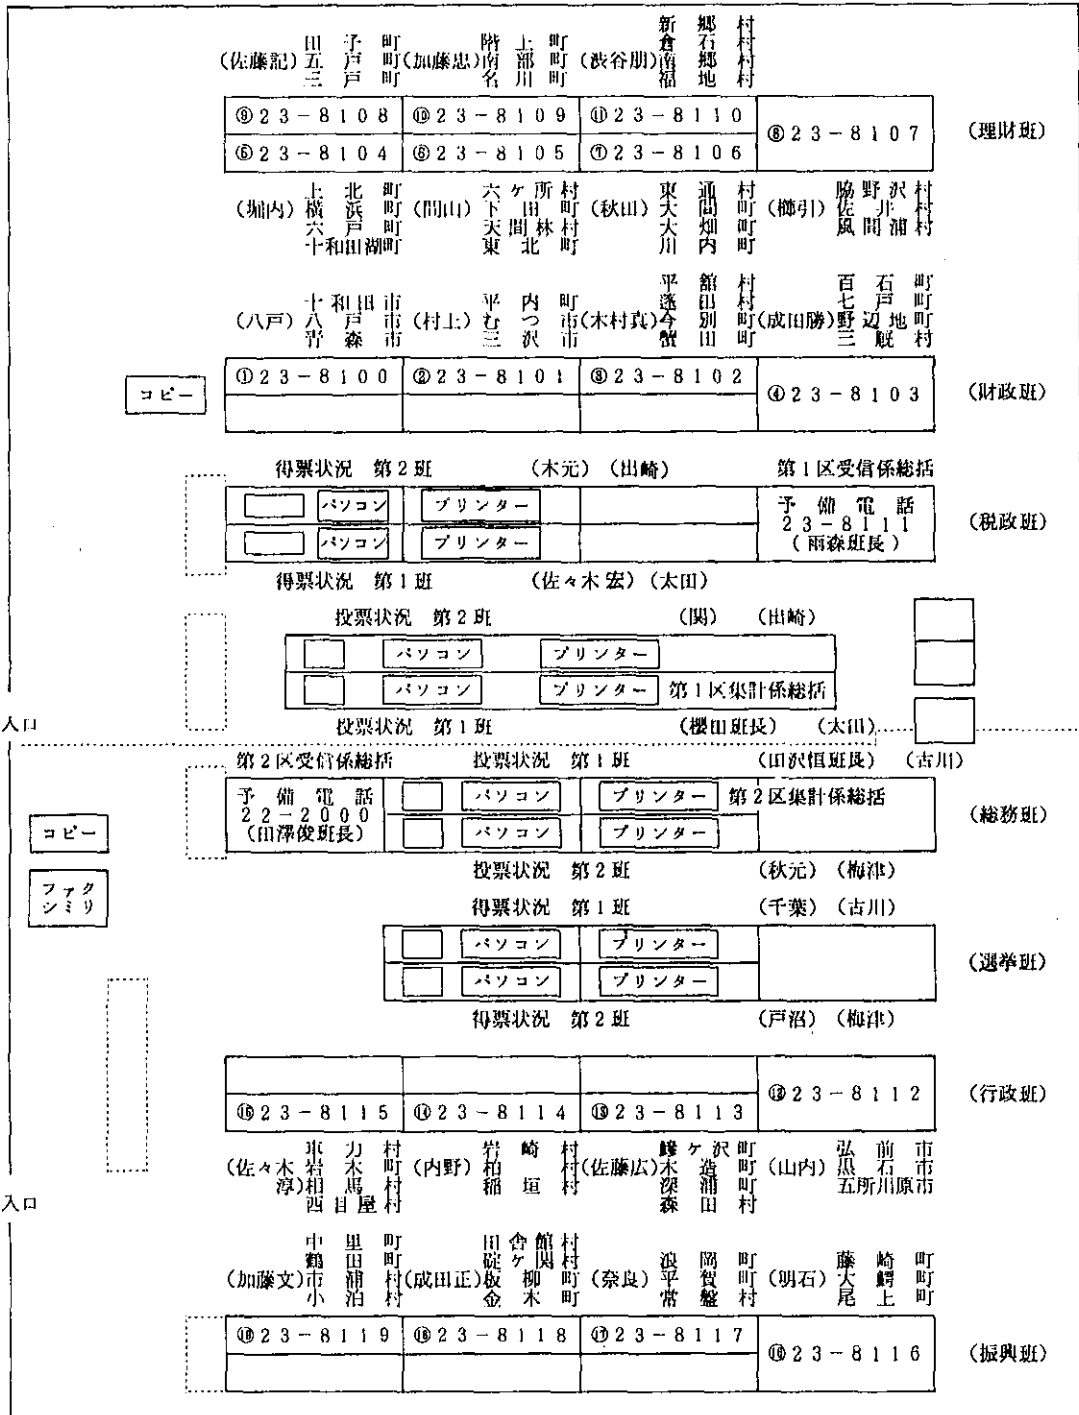 新郷村
田子町 階上町 倉石村
(佐藤記) 五戸町 (加藤忠) 南部町 (渋谷朋) 南郷村
三戸町 名川町 福地村
⑨23-8108 ⑩23-8109 ⑪23-8110
⑧23-8107 (理財班)
⑤23-8104 ⑥23-8105 ⑦23-8106
上北町 六ケ所村 東通村 脇野沢村
(堀内) 横浜町 (間山) 下田町 (秋田) 大間町 (櫛引) 佐井村
六戸町 天間林村 大畑町 風間浦村
十和田湖町 東北町 川内町
平舘村 百石町
十和田市 平内町 蓬田村 七戸町
(八戸) 八戸市 (村上) むつ市 (木村真) 今別町 (成田勝) 野辺地町
青森市 三沢市 蟹田町 三厩村
①23-8100 ②23-8101 ③23-8102
コピー ④23-8103 (財政班)
得票状況 第2班 (木元) (出崎) 第1区受信係総括
パソコン プリンター 予備電話
23-8111 (税政班)
パソコン プリンター (雨森班長)
得票状況 第1班 (佐々木宏) (太田)
投票状況 第2班 (関) (出崎)
パソコン プリンター
パソコン プリンター 第1区集計係総括
入口 投票状況 第1班 (櫻田班長) (太田)
第2区受信係総括 投票状況 第1班 (田沢恒班長) (古川)
予備電話 パソコン プリンター 第2区集計係総括
22-2000 (総務班)
コピー (田澤俊班長) パソコン プリンター
投票状況 第2班 (秋元) (梅津)
ファクシミリ
得票状況 第1班 (千葉) (古川)
パソコン プリンター
(選挙班)
パソコン プリンター
得票状況 第2班 (戸沼) (梅津)
⑫23-8112 (行政班)
⑮23-8115 ⑭23-8114 ⑬23-8113
車力村 岩崎村 鰺ケ沢町 弘前市
(佐々木淳) 岩木町 (内野) 柏村 (佐藤広) 木造町 (山内) 黒石市
相馬村 稲垣村 深浦町 五所川原市
西目屋村 森田村
入口
中里町 田舎館村
鶴田町 碇ケ関村 浪岡町 藤崎町
(加藤文) 市浦村 (成田正) 板柳町 (奈良) 平賀町 (明石) 大鰐町
小泊村 金木町 常盤村 尾上町
⑲23-8119 ⑱23-8118 ⑰23-8117
⑯23-8116 (振興班)